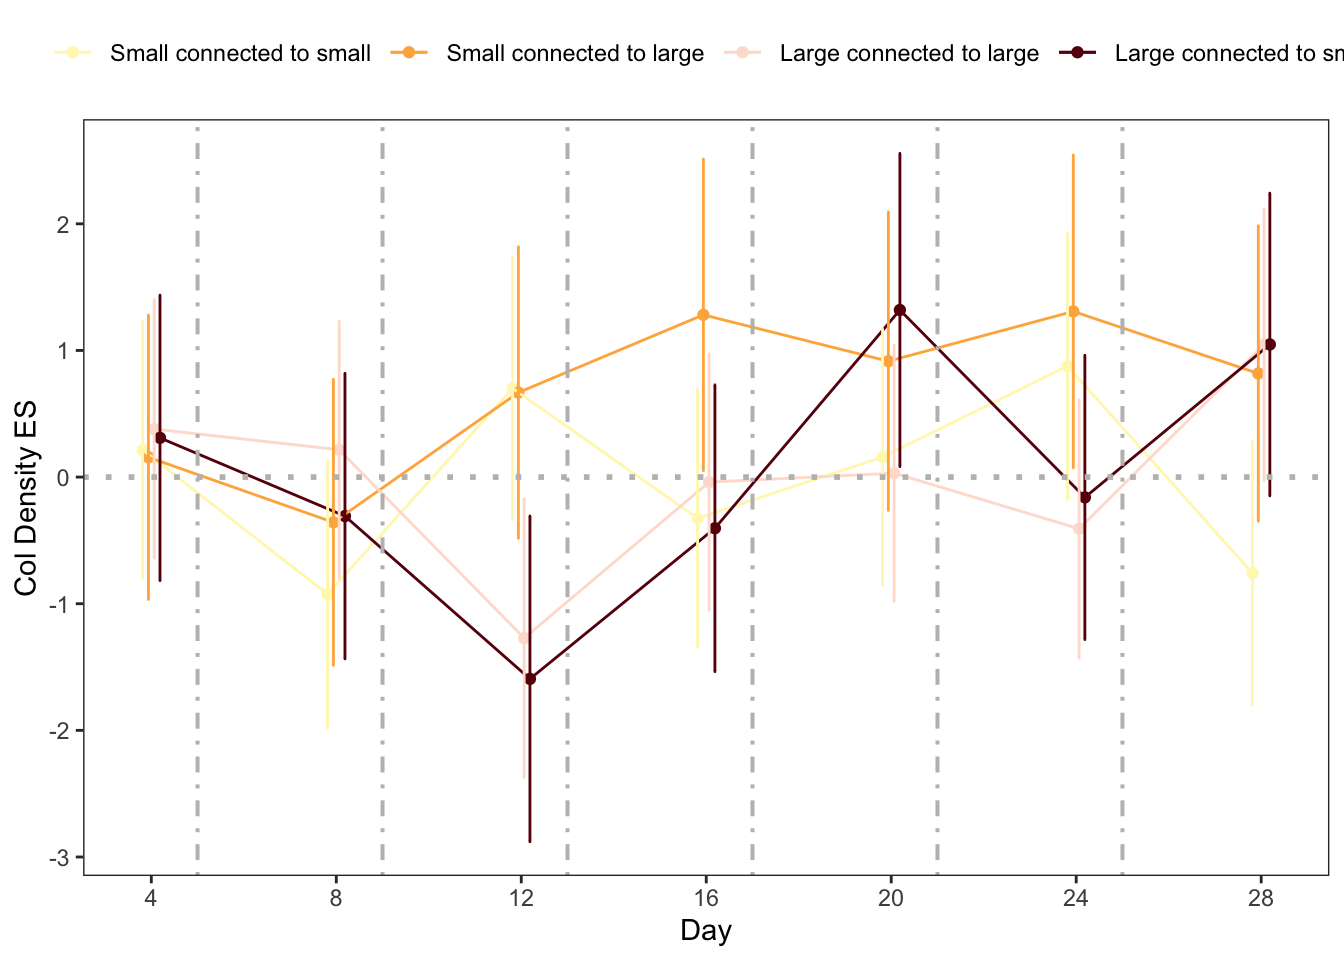 Small connected to small Small connected to large Large connected to large Large connected to sm
Col Density ES
2
1
0
-1
-2
-3
4 8 12 16 20 24 28
Day